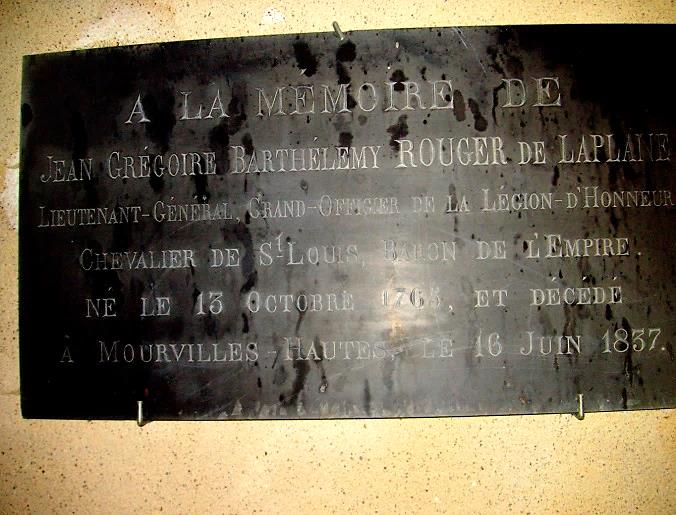 A LA MÉMOIRE DE
JEAN GRÉGOIRE BARTHÉLEMY ROUGER DE LAPLANE
LIEUTENANT-GÉNÉRAL, GRAND-OFFICIER DE LA LÉGION-D'HONNEUR
CHEVALIER DE St. LOUIS, BARON DE L'EMPIRE.
NÉ LE 13 OCTOBRE 1765, ET DÉCÉDÉ
À MOURVILLES-HAUTES, LE 16 JUIN 1837.